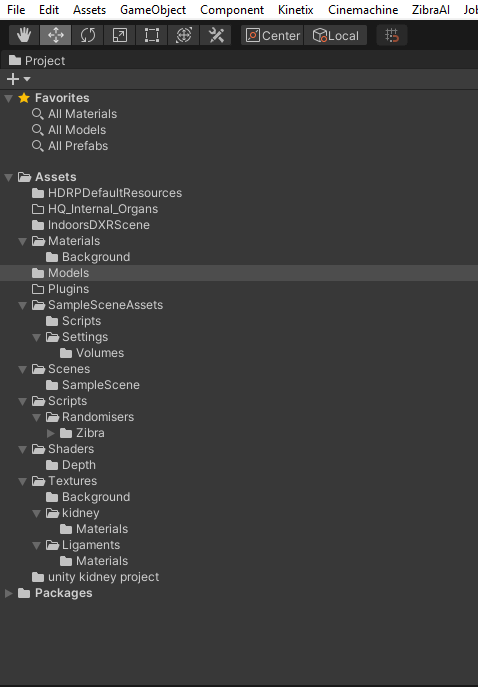 File Edit Assets GameObject Component Kinetix Cinemachine ZibraAI
Center Local
Project
Favorites
All Materials
All Models
All Prefabs
Assets
HDRPDefaultResources
HQ_Internal_Organs
IndoorsDXRScene
Materials
Background
Models
Plugins
SampleSceneAssets
Scripts
Settings
Volumes
Scenes
SampleScene
Scripts
Randomisers
Zibra
Shaders
Depth
Textures
Background
kidney
Materials
Ligaments
Materials
unity kidney project
Packages